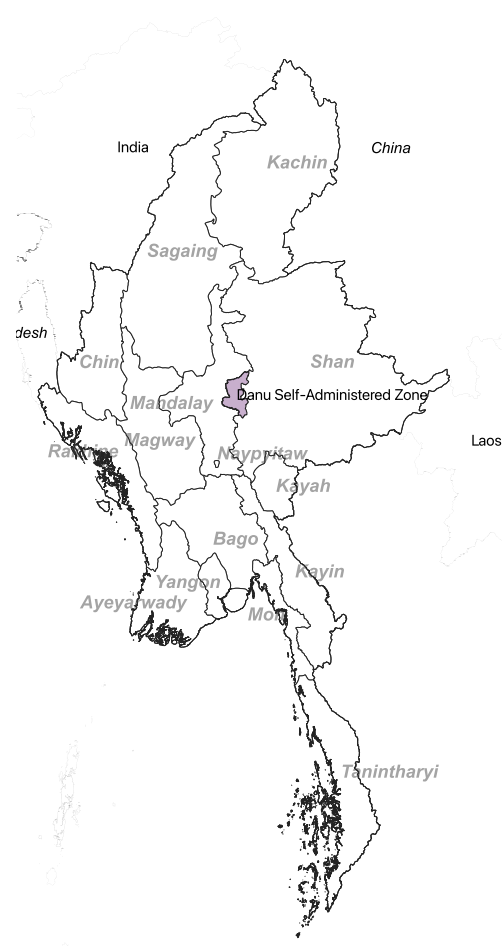 India
China
Kachin
Sagaing
desh
Chin
Shan
Mandalay
Danu Self-Administered Zone
Magway
Laos
Rakhine
Naypyitaw
Kayah
Bago
Kayin
Yangon
Ayeyarwady
Mon
Tanintharyi